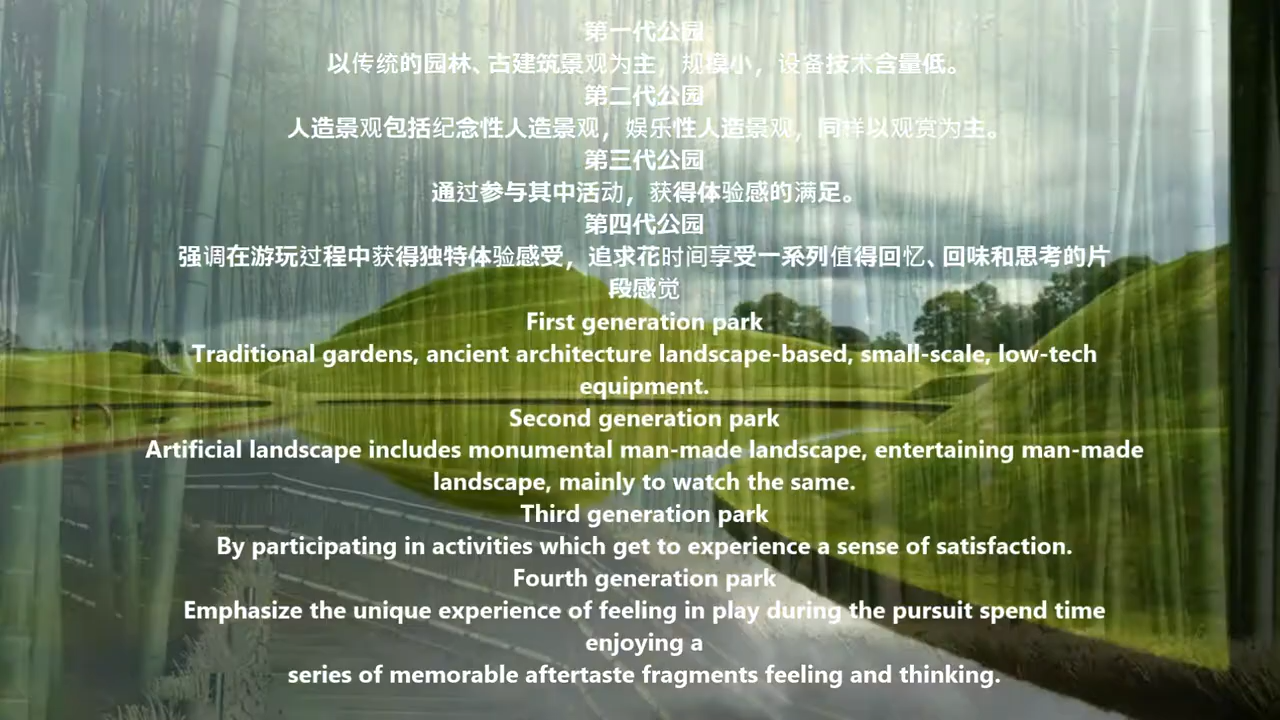 第一代公园
以传统的园林、古建筑景观为主，规模小，设备技术含量低。
第二代公园
人造景观包括纪念性人造景观，娱乐性人造景观，同样以观赏为主。
第三代公园
通过参与其中活动，获得体验感的满足。
第四代公园
强调在游玩过程中获得独特体验感受，追求花时间享受一系列值得回忆、回味和思考的片
段感觉
First generation park
Traditional gardens, ancient architecture landscape-based, small-scale, low-tech
equipment.
Second generation park
Artificial landscape includes monumental man-made landscape, entertaining man-made
landscape, mainly to watch the same.
Third generation park
By participating in activities which get to experience a sense of satisfaction.
Fourth generation park
Emphasize the unique experience of feeling in play during the pursuit spend time
enjoying a
series of memorable aftertaste fragments feeling and thinking.